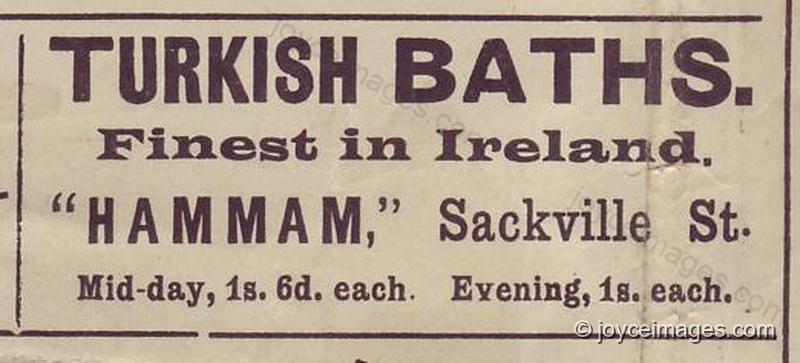 TURKISH BATHS.
Finest in Ireland.
"HAMMAM," Sackville St.
Mid-day, 1s. 6d. each. Evening, 1s. each.
© joyceimages.com